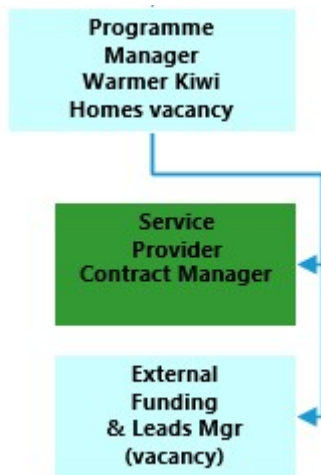 Programme
Manager
Warmer Kiwi
Homes vacancy
Service
Provider
Contract Manager
External
Funding
& Leads Mgr
(vacancy)